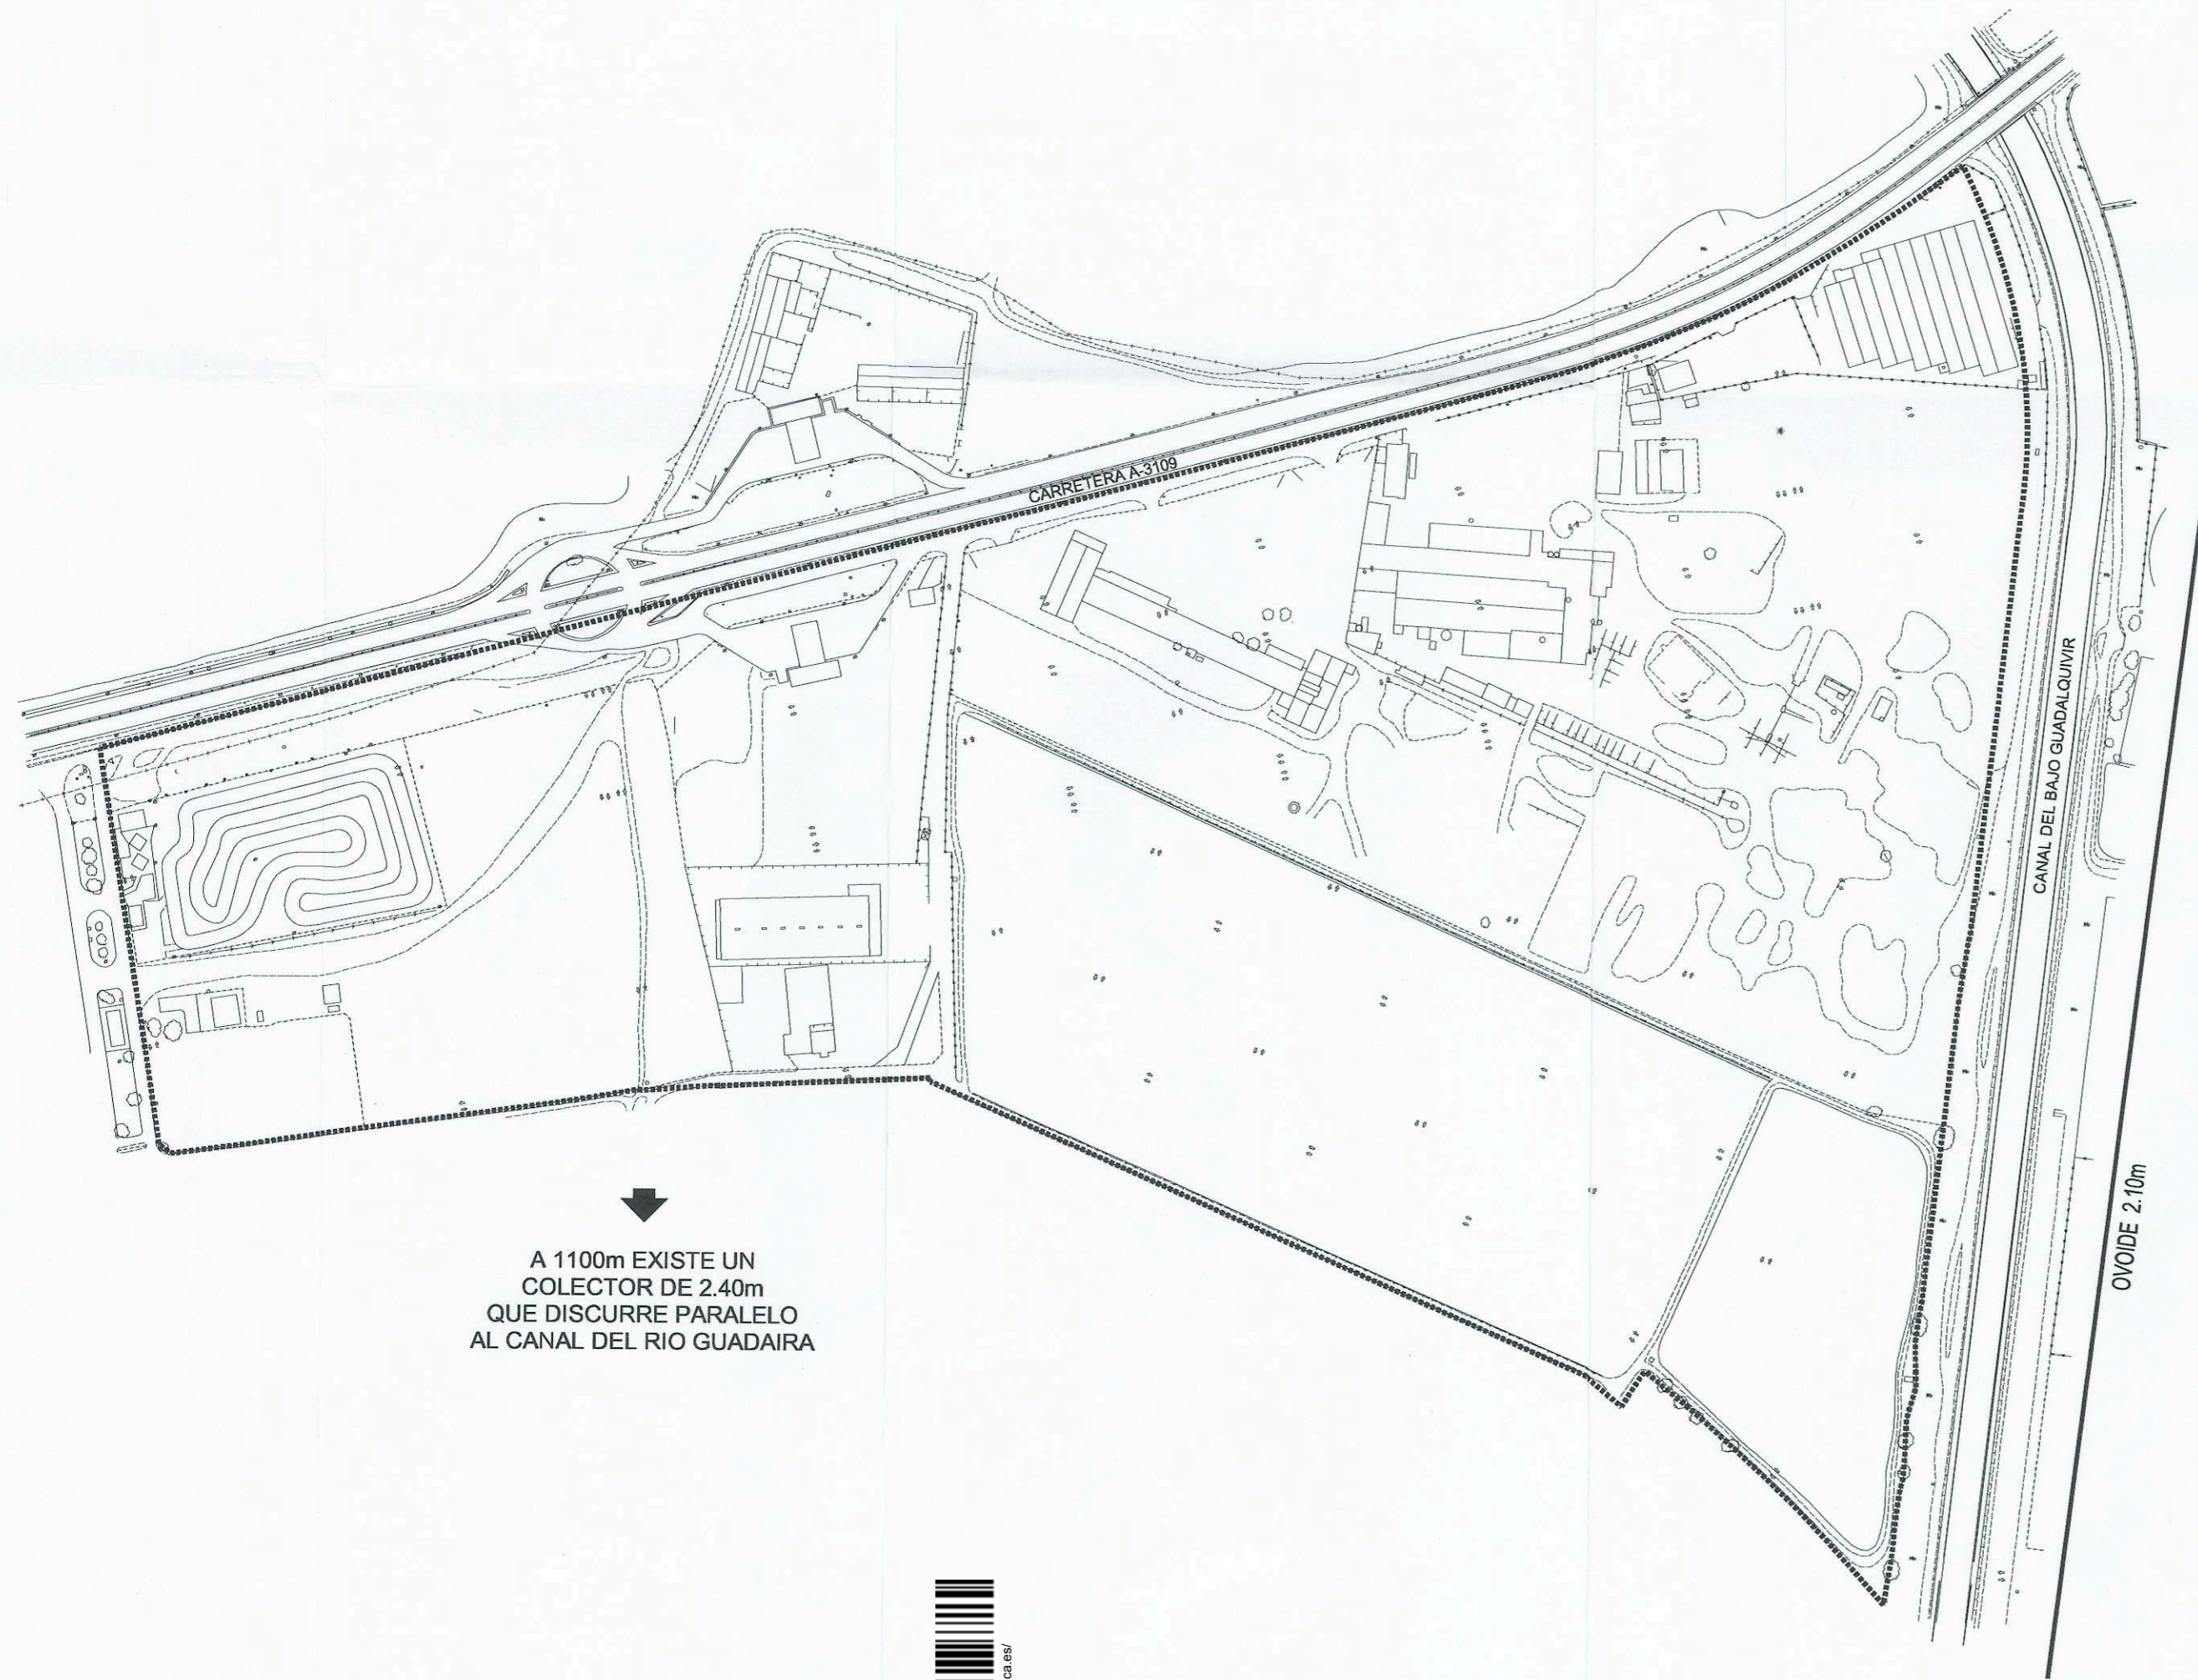 CARRETERA A-3109
CANAL DEL BAJO GUADALQUIVIR
OVOIDE 2.10m
A 1100m EXISTE UN
COLECTOR DE 2.40m
QUE DISCURRE PARALELO
AL CANAL DEL RIO GUADAIRA
ca.es/